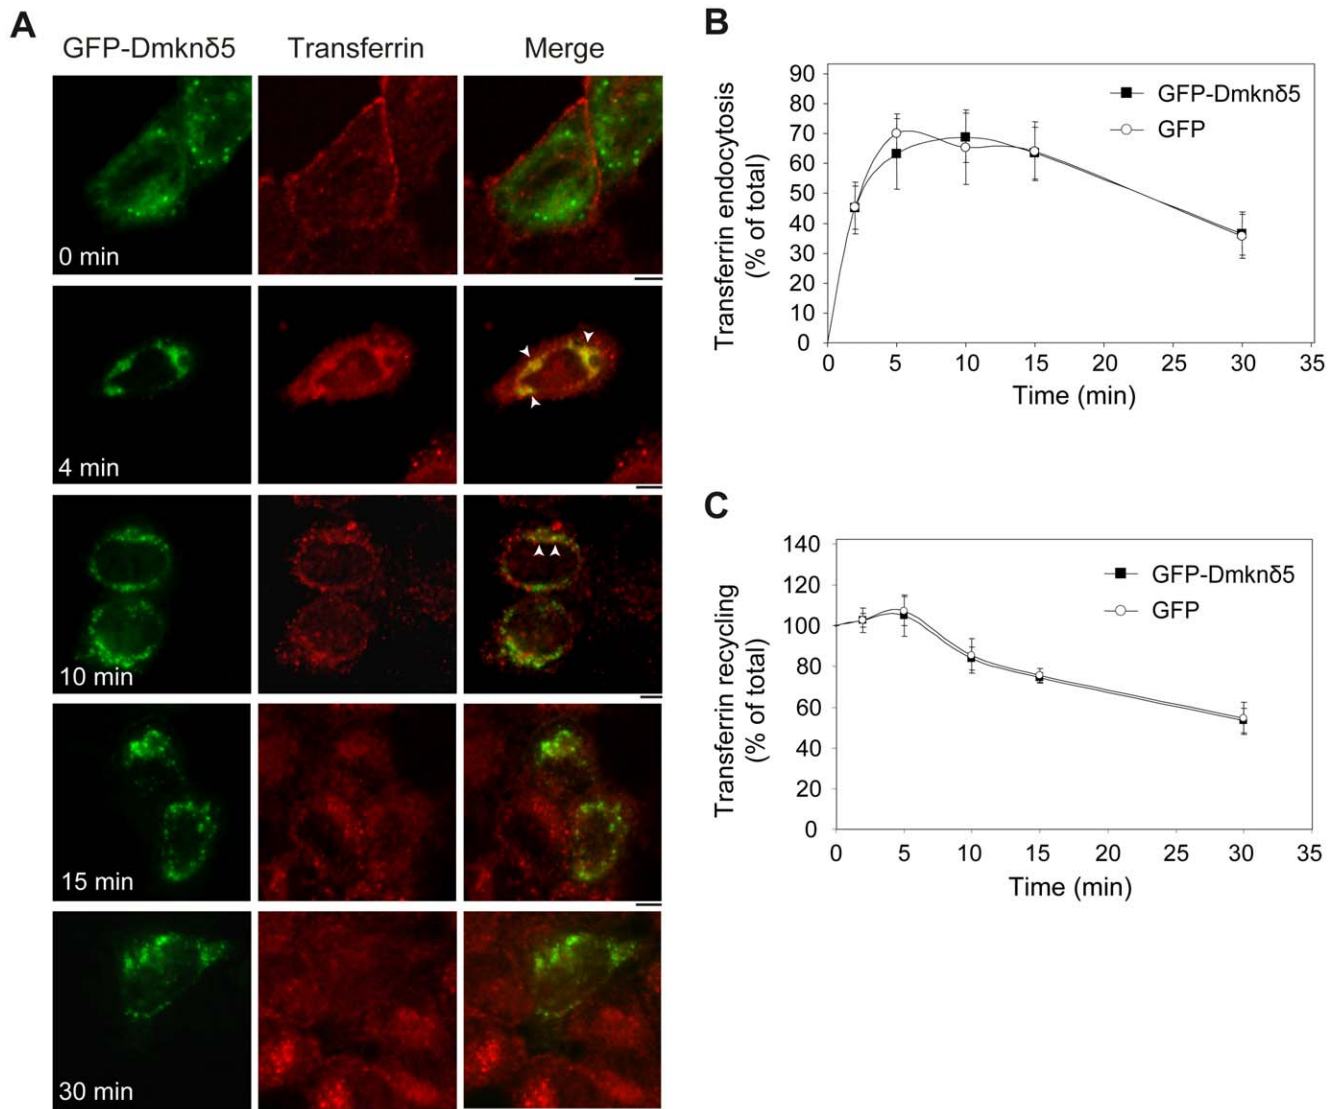 A
GFP-Dmknδ5 Transferrin Merge
0 min
4 min
10 min
15 min
30 min
B
Transferrin endocytosis
(% of total)
90
80
70
60
50
40
30
20
10
0
0 5 10 15 20 25 30 35
Time (min)
GFP-Dmknδ5
GFP
C
Transferrin recycling
(% of total)
140
120
100
80
60
40
20
0
0 5 10 15 20 25 30 35
Time (min)
GFP-Dmknδ5
GFP